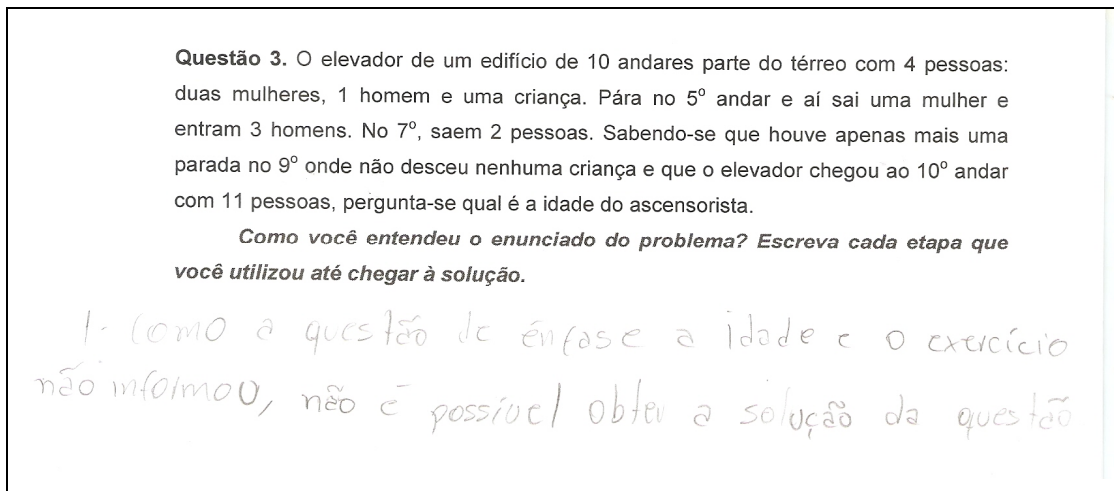 Questão 3. O elevador de um edifício de 10 andares parte do térreo com 4 pessoas:
duas mulheres, 1 homem e uma criança. Pára no 5º andar e aí sai uma mulher e
entram 3 homens. No 7º, saem 2 pessoas. Sabendo-se que houve apenas mais uma
parada no 9º onde não desceu nenhuma criança e que o elevador chegou ao 10º andar
com 11 pessoas, pergunta-se qual é a idade do ascensorista.
Como você entendeu o enunciado do problema? Escreva cada etapa que
você utilizou até chegar à solução.
1- Como a questão de énfase a idade e o exercício
não informou, não é possível obter a solução da questão